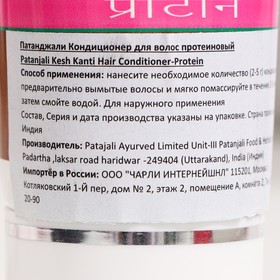 प्रोटीन
Патанджали Кондиционер для волос протеиновый
Patanjali Kesh Kanti Hair Conditioner-Protein
Способ применения: нанесите необходимое количество (2-5 г)
предварительно вымытые волосы и мягко помассируйте в течение
затем смойте водой. Для наружного применения
Состав, Серия и дата производства указаны на упаковке. Страна
Индия
Производитель: Patajali Ayurved Limited Unit-III Patanjali Food &
Padartha ,laksar road haridwar -249404 (Uttarakand), India (Инди
Импортёр в России: ООО "ЧАРЛИ ИНТЕРНЕЙШНЛ" 115201, Москва
Котляковский 1-Й пер, дом № 2, этаж 2, помещение А, комната 2
20-90